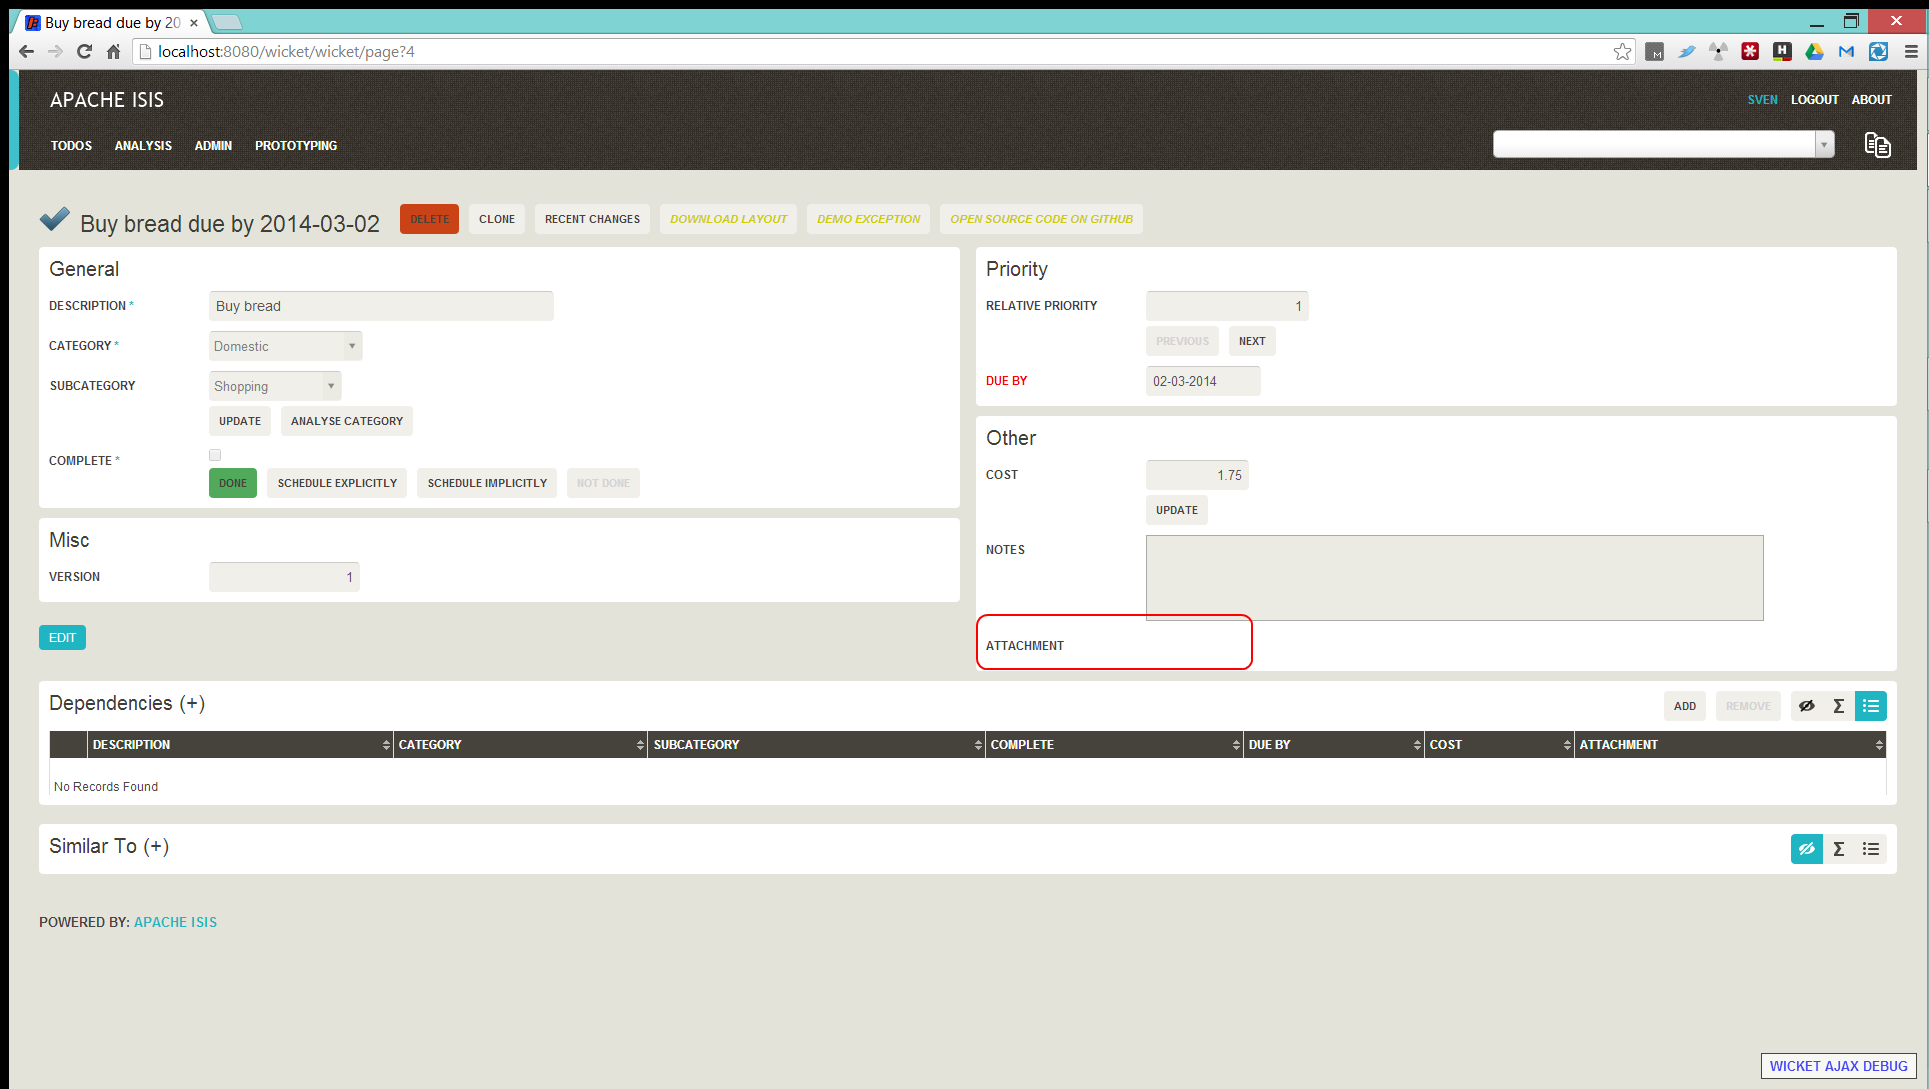 Buy bread due by 20
localhost:8080/wicket/wicket/page?4
APACHE ISIS
SVEN LOGOUT ABOUT
TODOS ANALYSIS ADMIN PROTOTYPING
Buy bread due by 2014-03-02 DELETE CLONE RECENT CHANGES DOWNLOAD LAYOUT DEMO EXCEPTION OPEN SOURCE CODE ON GITHUB
General
DESCRIPTION * Buy bread
CATEGORY * Domestic
SUBCATEGORY Shopping
UPDATE ANALYSE CATEGORY
COMPLETE *
DONE SCHEDULE EXPLICITLY SCHEDULE IMPLICITLY NOT DONE
Misc
VERSION 1
EDIT
Priority
RELATIVE PRIORITY 1
PREVIOUS NEXT
DUE BY 02-03-2014
Other
COST 1.75
UPDATE
NOTES
ATTACHMENT
Dependencies (+) ADD REMOVE Σ
DESCRIPTION CATEGORY SUBCATEGORY COMPLETE DUE BY COST ATTACHMENT
No Records Found
Similar To (+) Σ
POWERED BY: APACHE ISIS
WICKET AJAX DEBUG